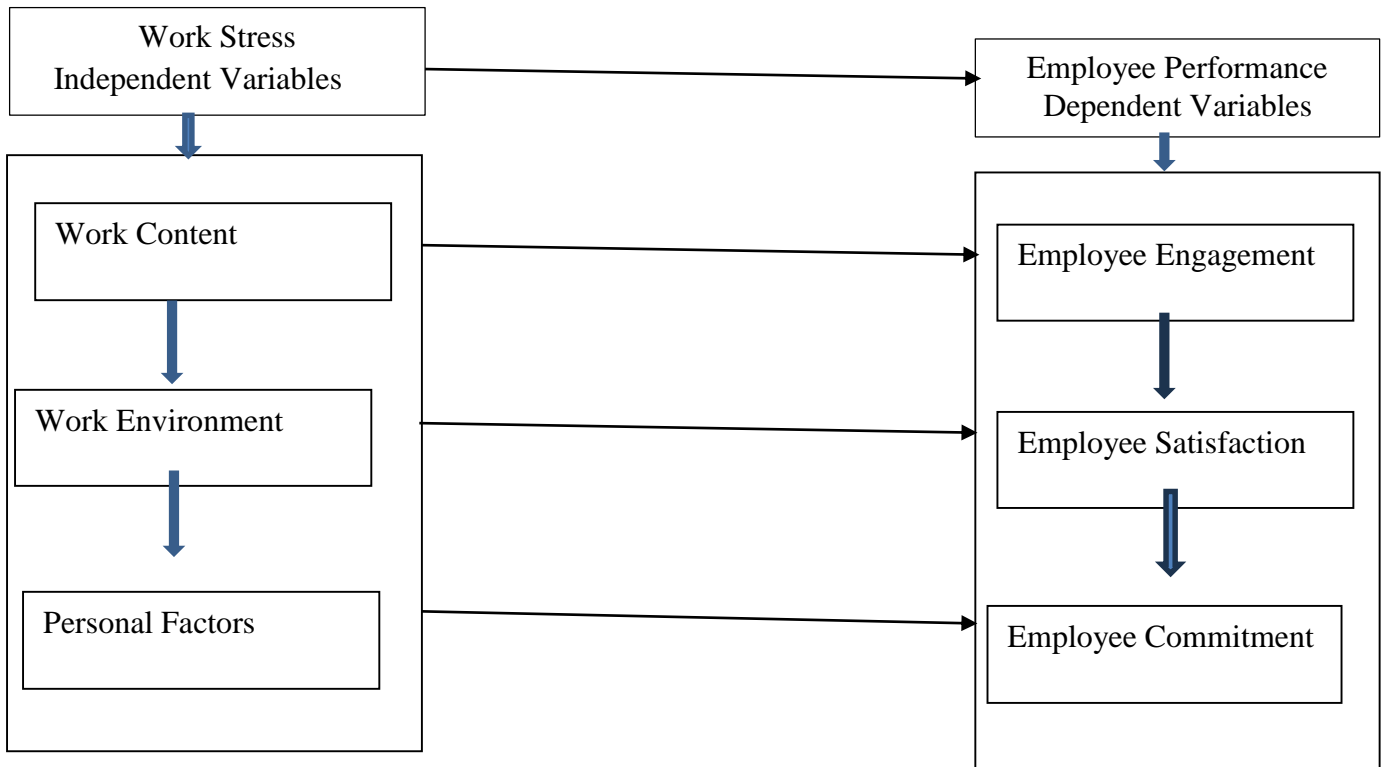 Work Stress
Independent Variables
Employee Performance
Dependent Variables
Work Content
Employee Engagement
Work Environment
Employee Satisfaction
Personal Factors
Employee Commitment